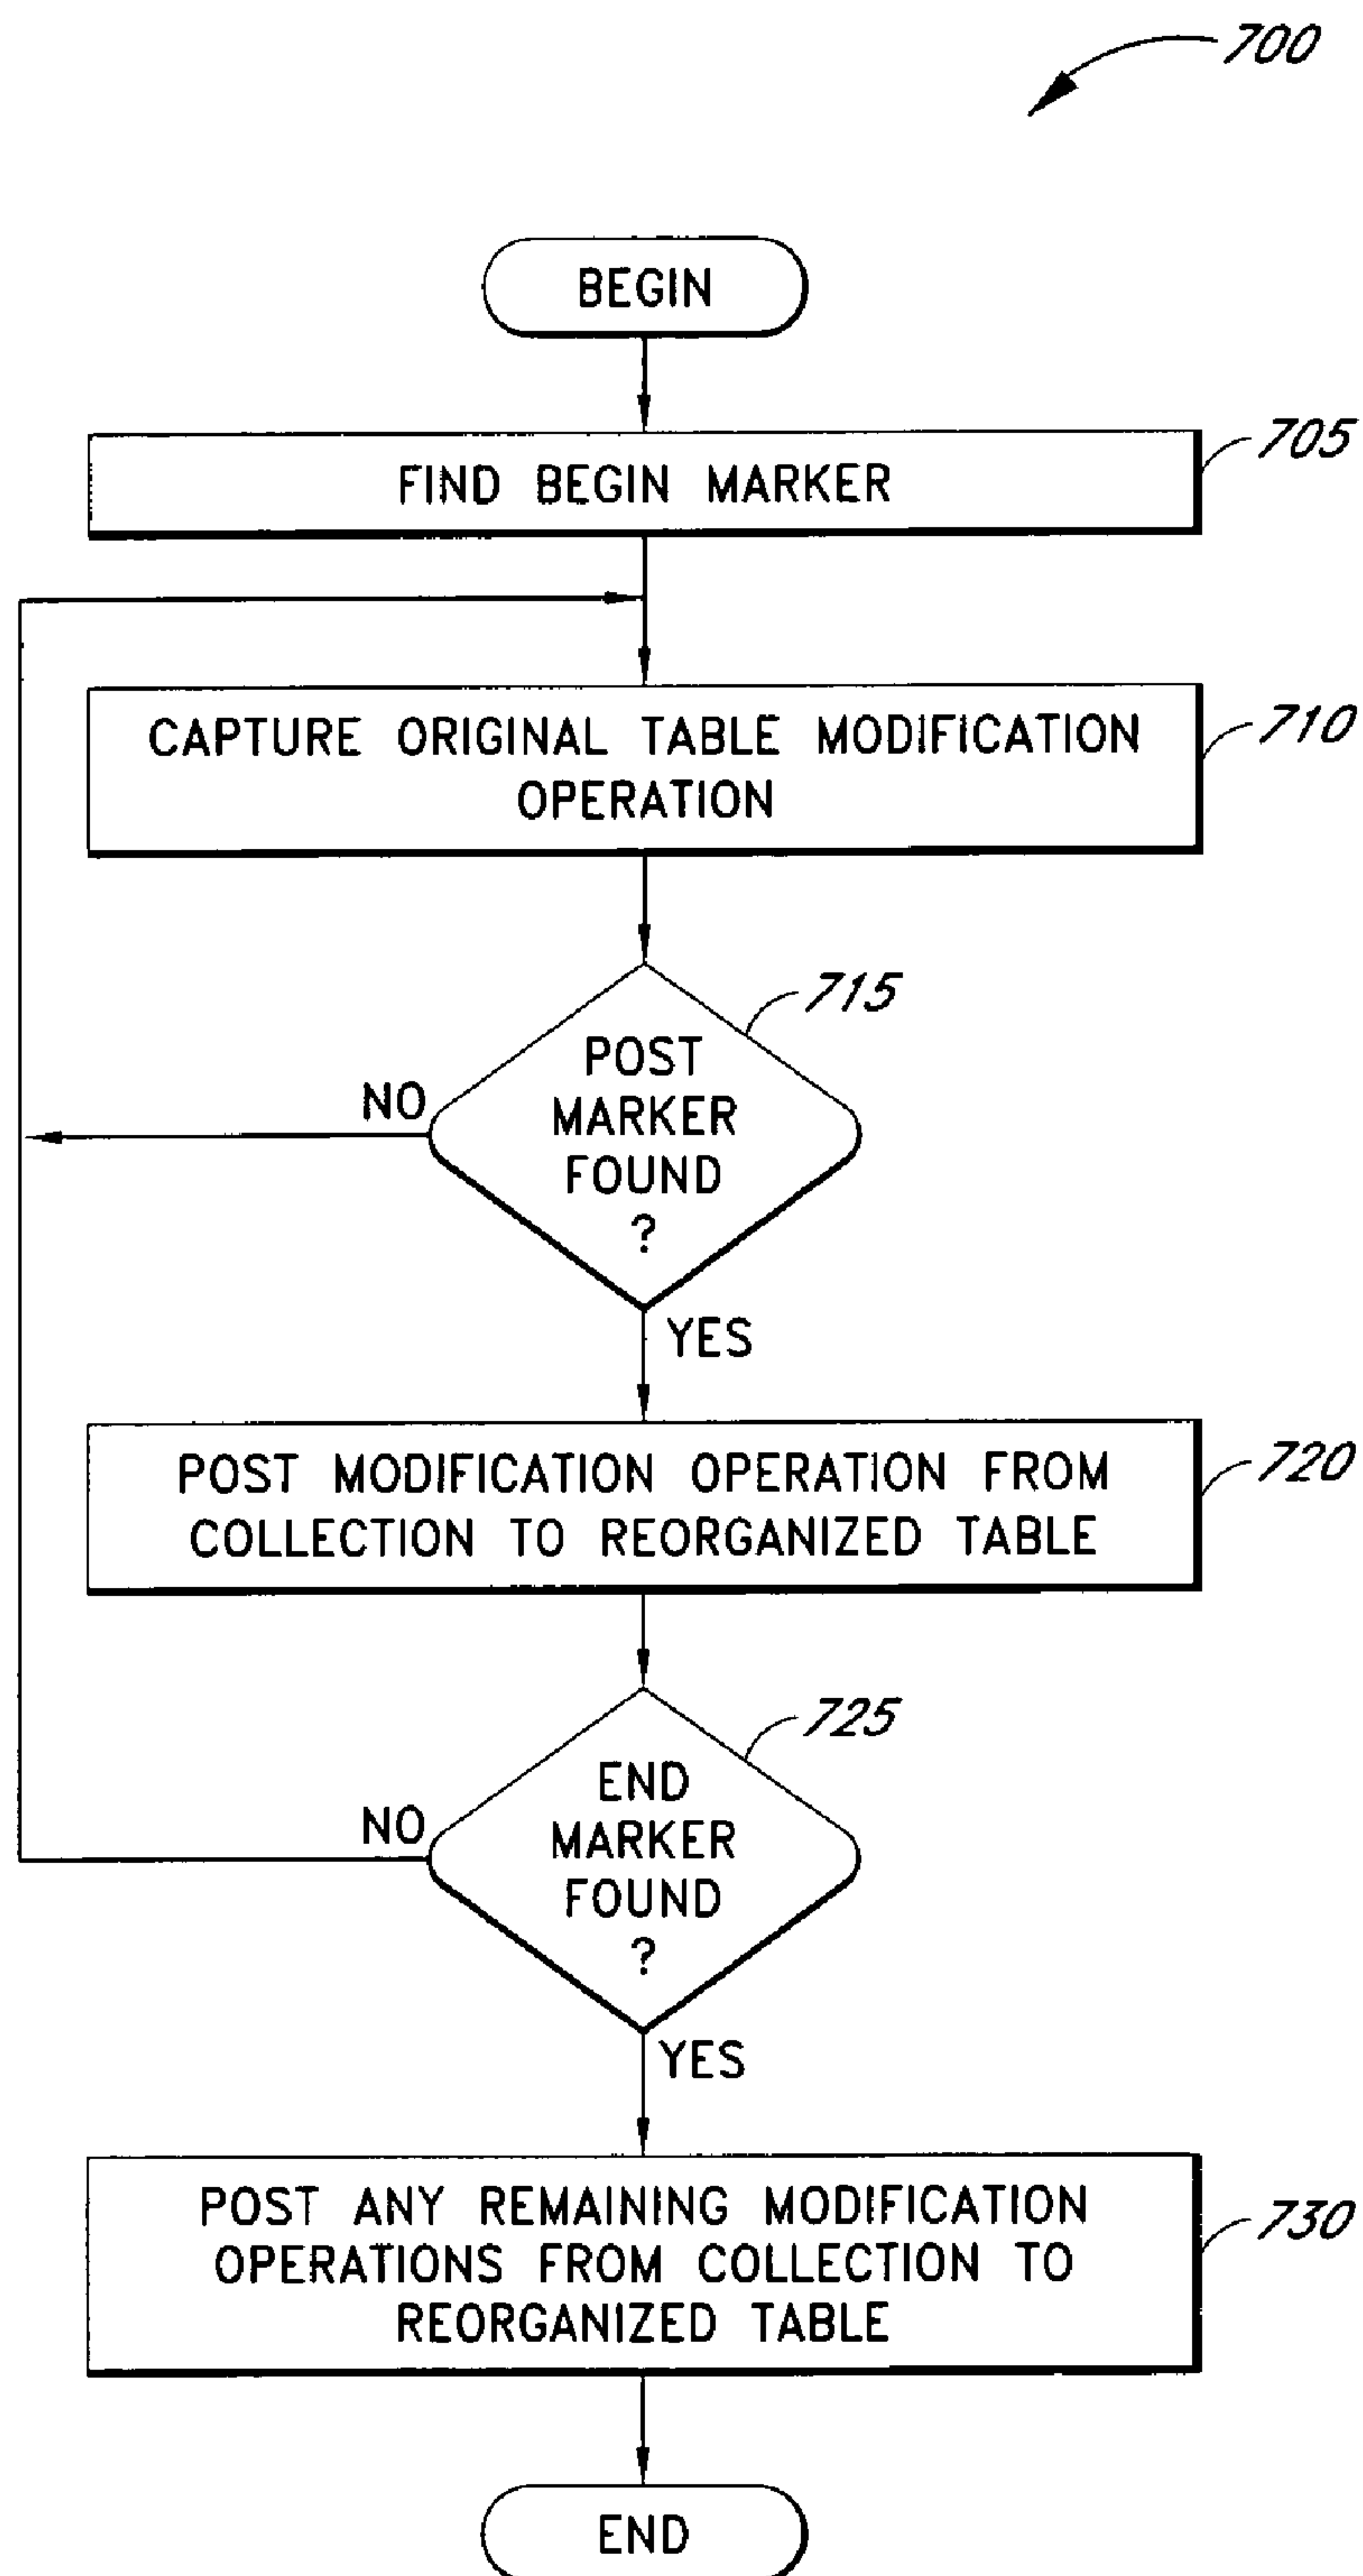 700
BEGIN
705
FIND BEGIN MARKER
710
CAPTURE ORIGINAL TABLE MODIFICATION
OPERATION
715
POST
MARKER
FOUND
?
NO
YES
720
POST MODIFICATION OPERATION FROM
COLLECTION TO REORGANIZED TABLE
725
END
MARKER
FOUND
?
NO
YES
730
POST ANY REMAINING MODIFICATION
OPERATIONS FROM COLLECTION TO
REORGANIZED TABLE
END